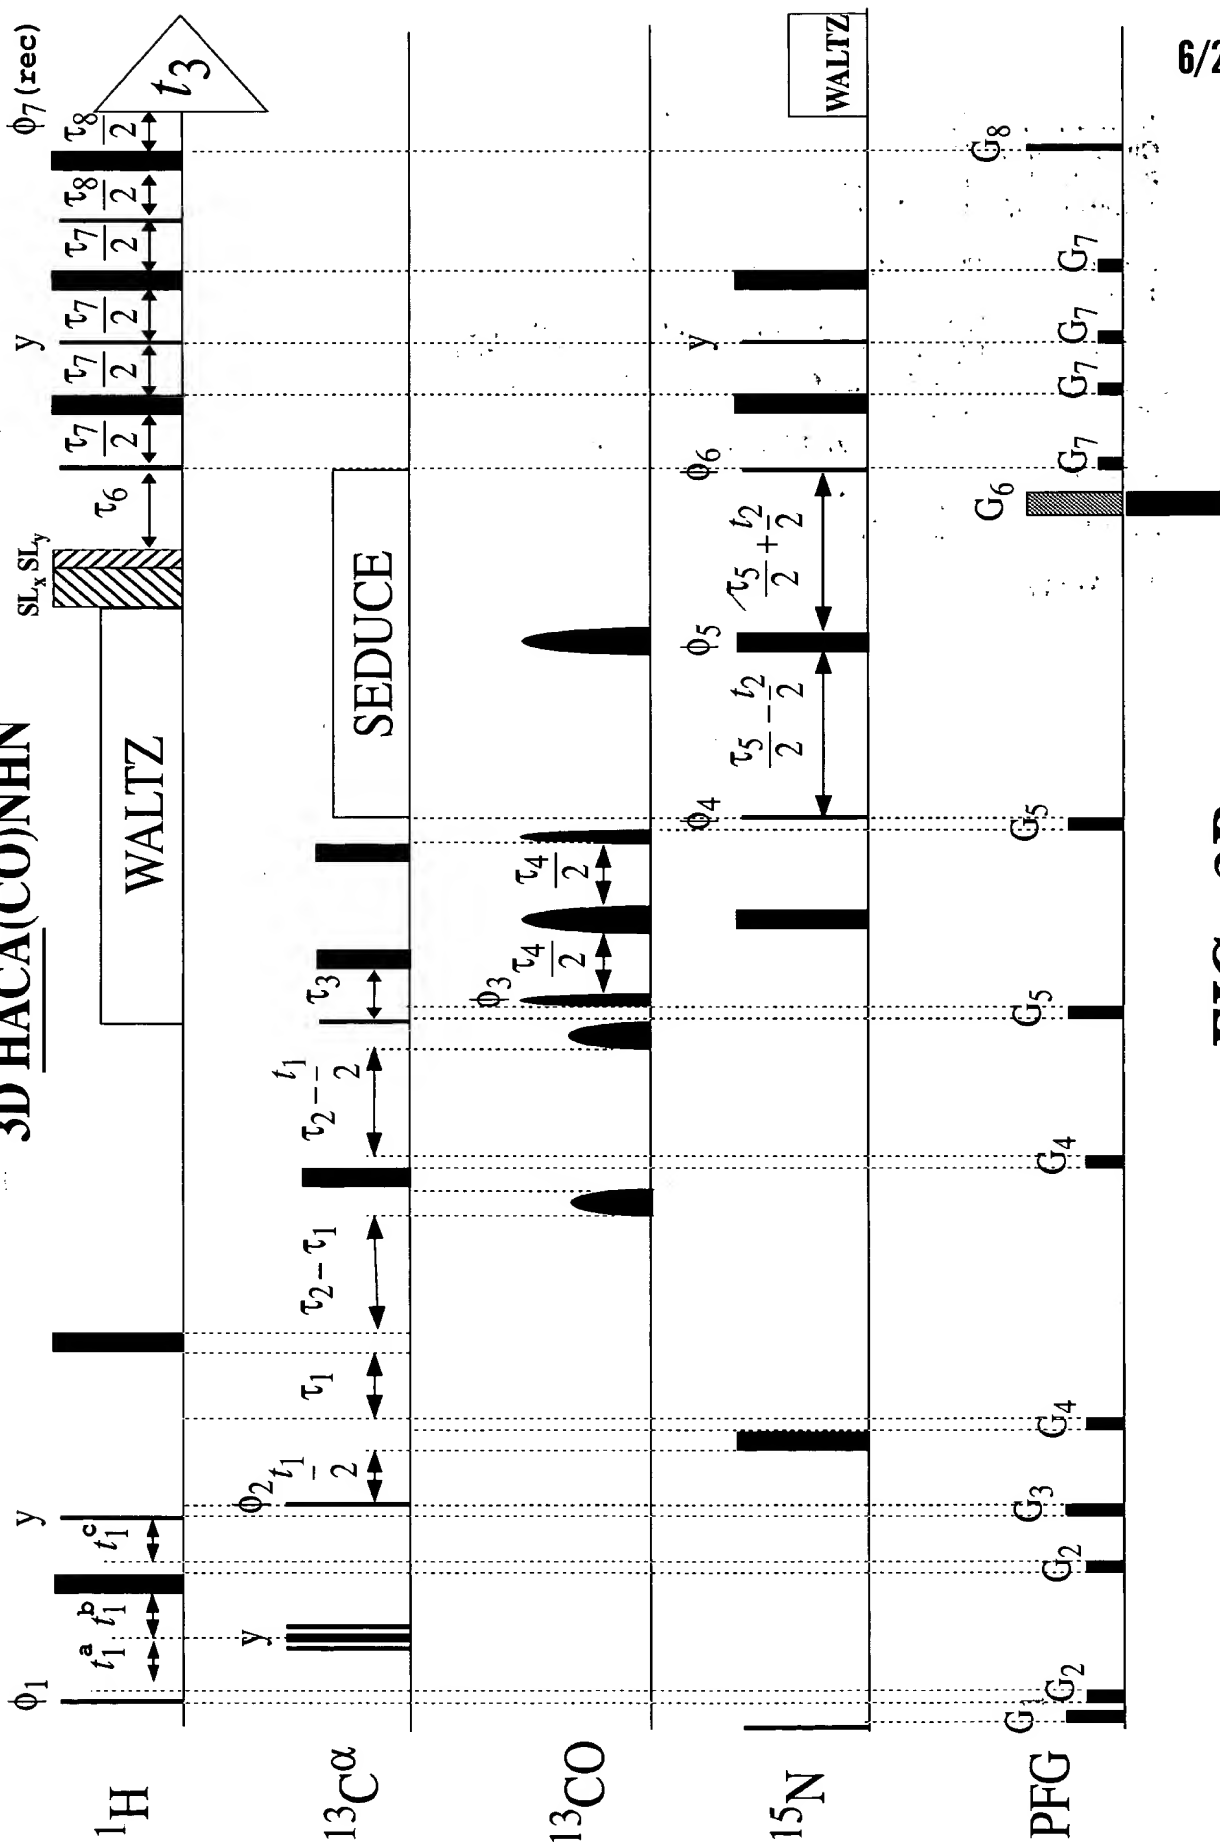 3D HACA(CO)NHN
ϕ1 y SLx SLy y ϕ7 (rec)
1H t1a t1b t1c WALTZ τ6 τ7/2 τ7/2 τ7/2 τ7/2 τ8/2 τ8/2 t3
13Cα y ϕ2 t1/2 τ1 τ2−τ1 τ2−t1/2 τ3 SEDUCE
13CO ϕ3 τ4/2 τ4/2
15N ϕ4 τ5/2−t2/2 ϕ5 τ5/2+t2/2 ϕ6 y WALTZ
PFG G1 G2 G2 G3 G4 G4 G5 G5 G6 G7 G7 G7 G7 G8